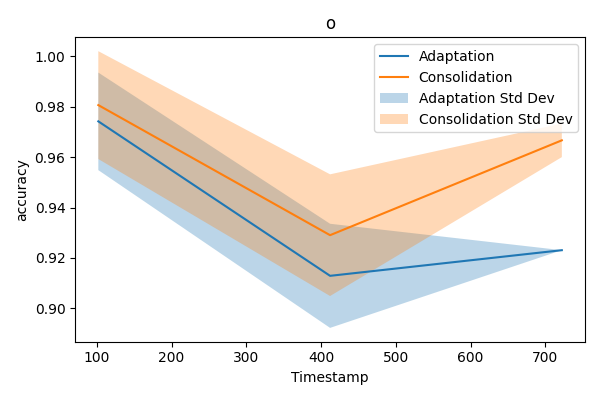 o
1.00
0.98
0.96
0.94
0.92
0.90
accuracy
Adaptation
Consolidation
Adaptation Std Dev
Consolidation Std Dev
100 200 300 400 500 600 700
Timestamp